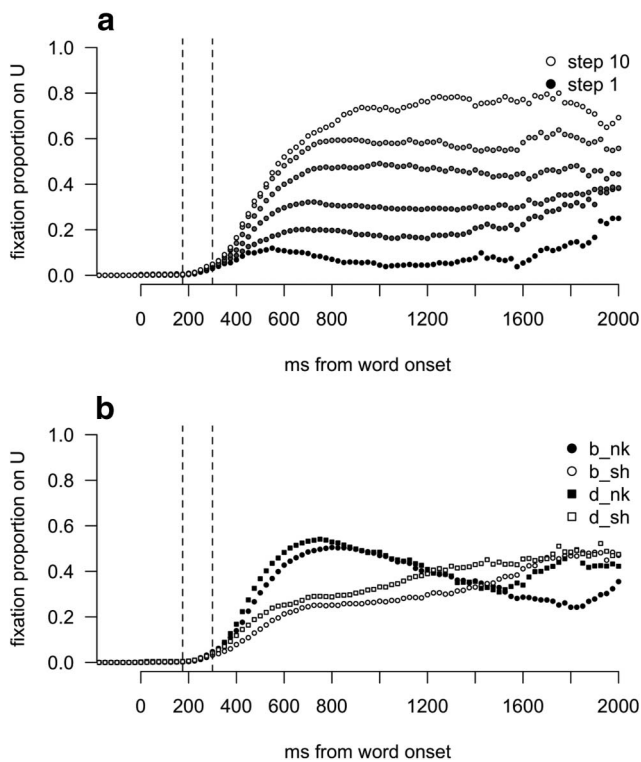 a
fixation proportion on U
1.0
0.8
0.6
0.4
0.2
0.0
step 10
step 1
0 200 400 600 800 1200 1600 2000
ms from word onset
b
fixation proportion on U
1.0
0.8
0.6
0.4
0.2
0.0
b_nk
b_sh
d_nk
d_sh
0 200 400 600 800 1200 1600 2000
ms from word onset